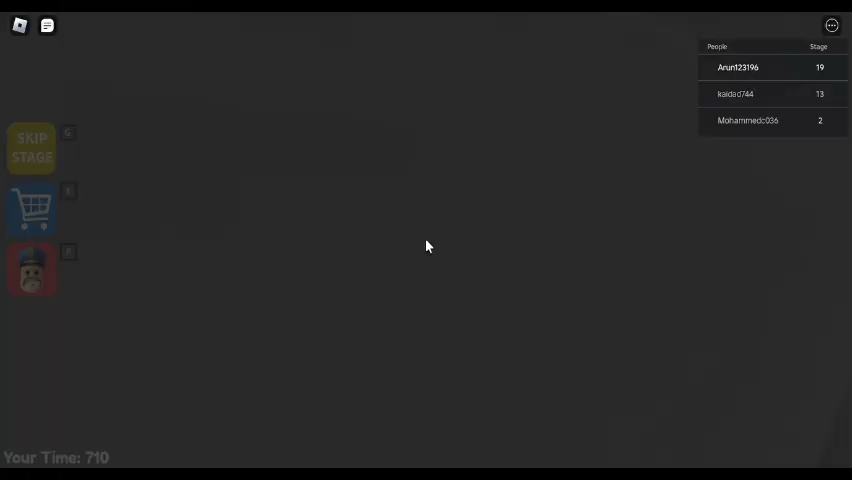 People Stage
Arun123196 19
kaidad744 13
Mohammedc036 2
SKIP
STAGE
G
Your Time: 710